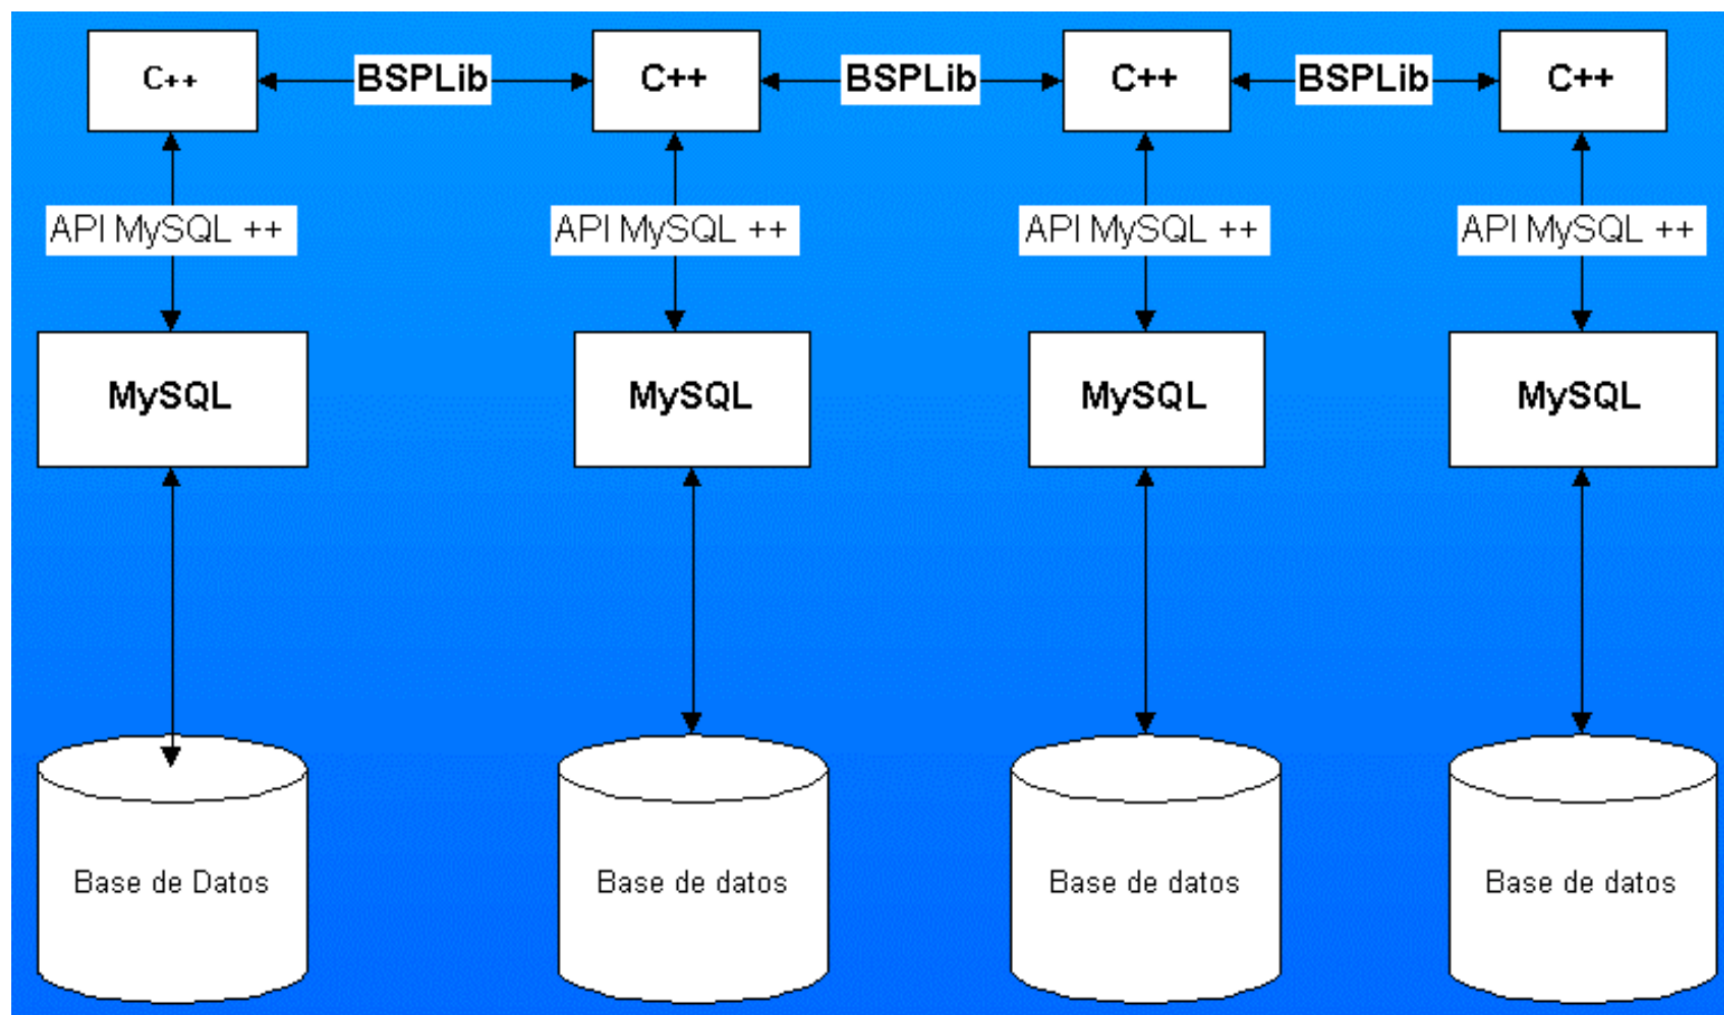 C++ BSPLib C++ BSPLib C++ BSPLib C++
API MySQL ++ API MySQL ++ API MySQL ++ API MySQL ++
MySQL MySQL MySQL MySQL
Base de Datos Base de datos Base de datos Base de datos